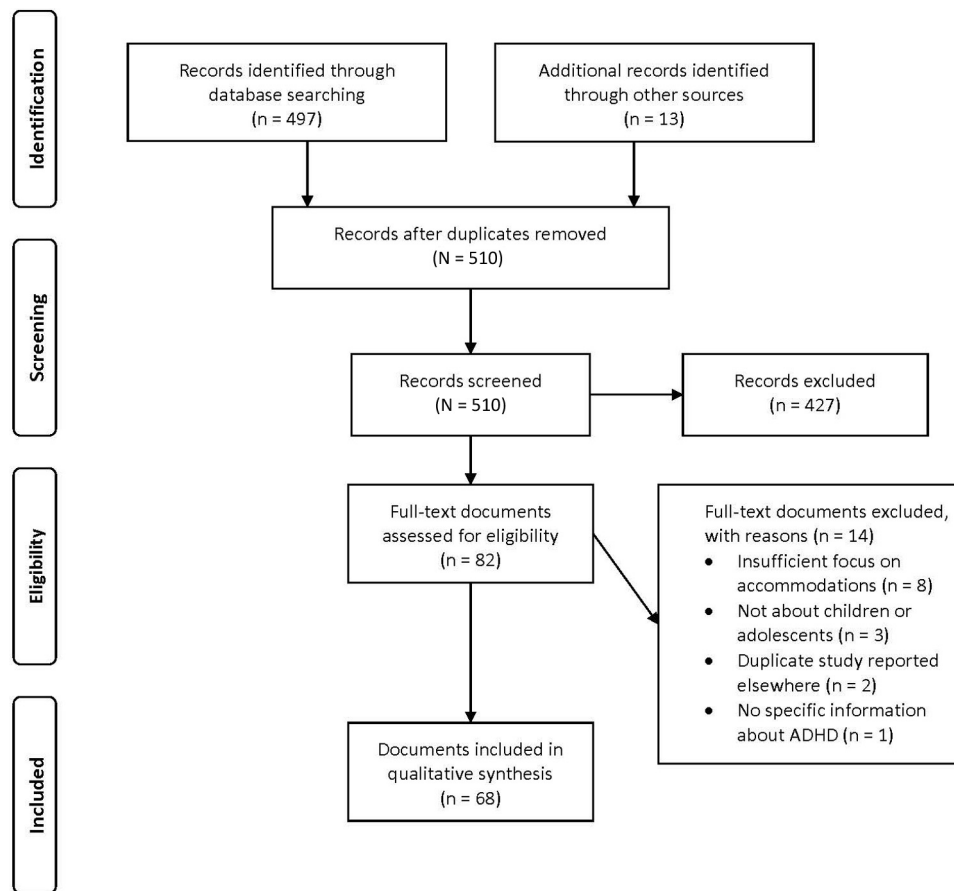 Identification
Records identified through
database searching
(n = 497)
Additional records identified
through other sources
(n = 13)
Records after duplicates removed
(N = 510)
Screening
Records screened
(N = 510)
Records excluded
(n = 427)
Eligibility
Full-text documents
assessed for eligibility
(n = 82)
Full-text documents excluded,
with reasons (n = 14)
• Insufficient focus on
accommodations (n = 8)
• Not about children or
adolescents (n = 3)
• Duplicate study reported
elsewhere (n = 2)
• No specific information
about ADHD (n = 1)
Included
Documents included in
qualitative synthesis
(n = 68)